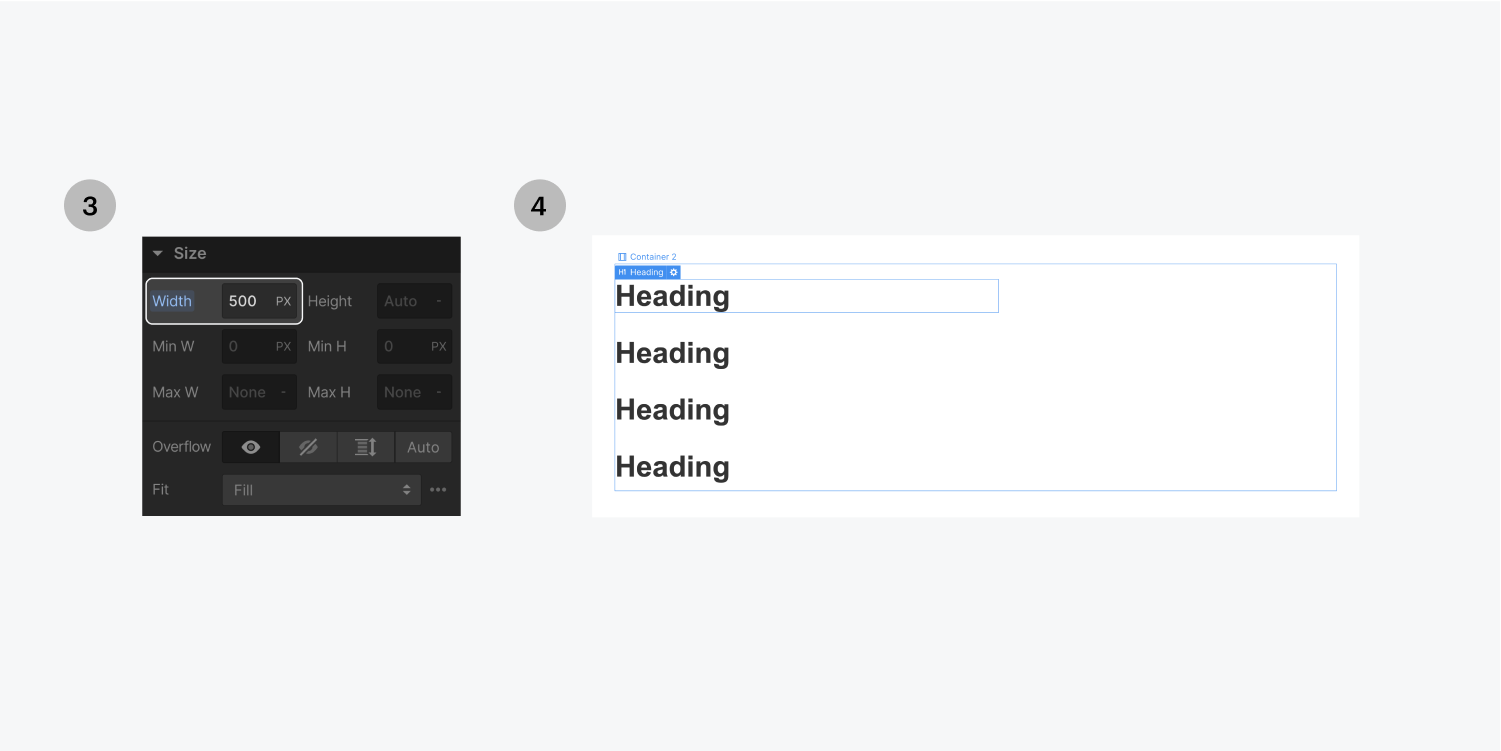 3
Size
Width 500 PX Height Auto -
Min W 0 PX Min H 0 PX
Max W None - Max H None -
Overflow Auto
Fit Fill
4
Container 2
H1 Heading
Heading
Heading
Heading
Heading